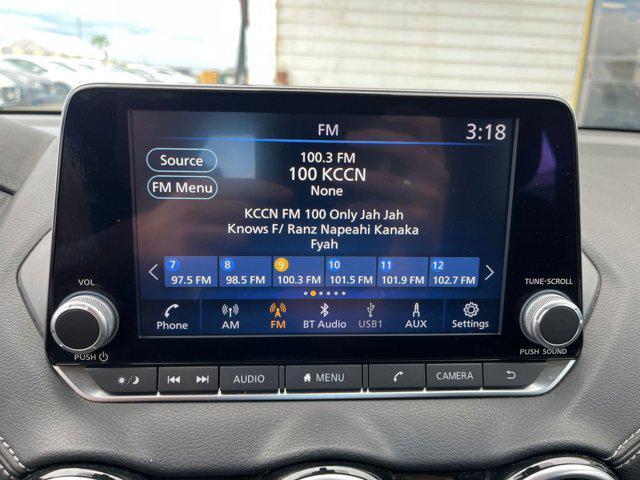 FM
3:18
Source
FM Menu
100.3 FM
100 KCCN
None
KCCN FM 100 Only Jah Jah
Knows F/ Ranz Napeahi Kanaka
Fyah
7 8 9 10 11 12
97.5 FM 98.5 FM 100.3 FM 101.5 FM 101.9 FM 102.7 FM
Phone AM FM BT Audio USB1 AUX Settings
VOL
PUSH
TUNE·SCROLL
PUSH SOUND
AUDIO MENU CAMERA